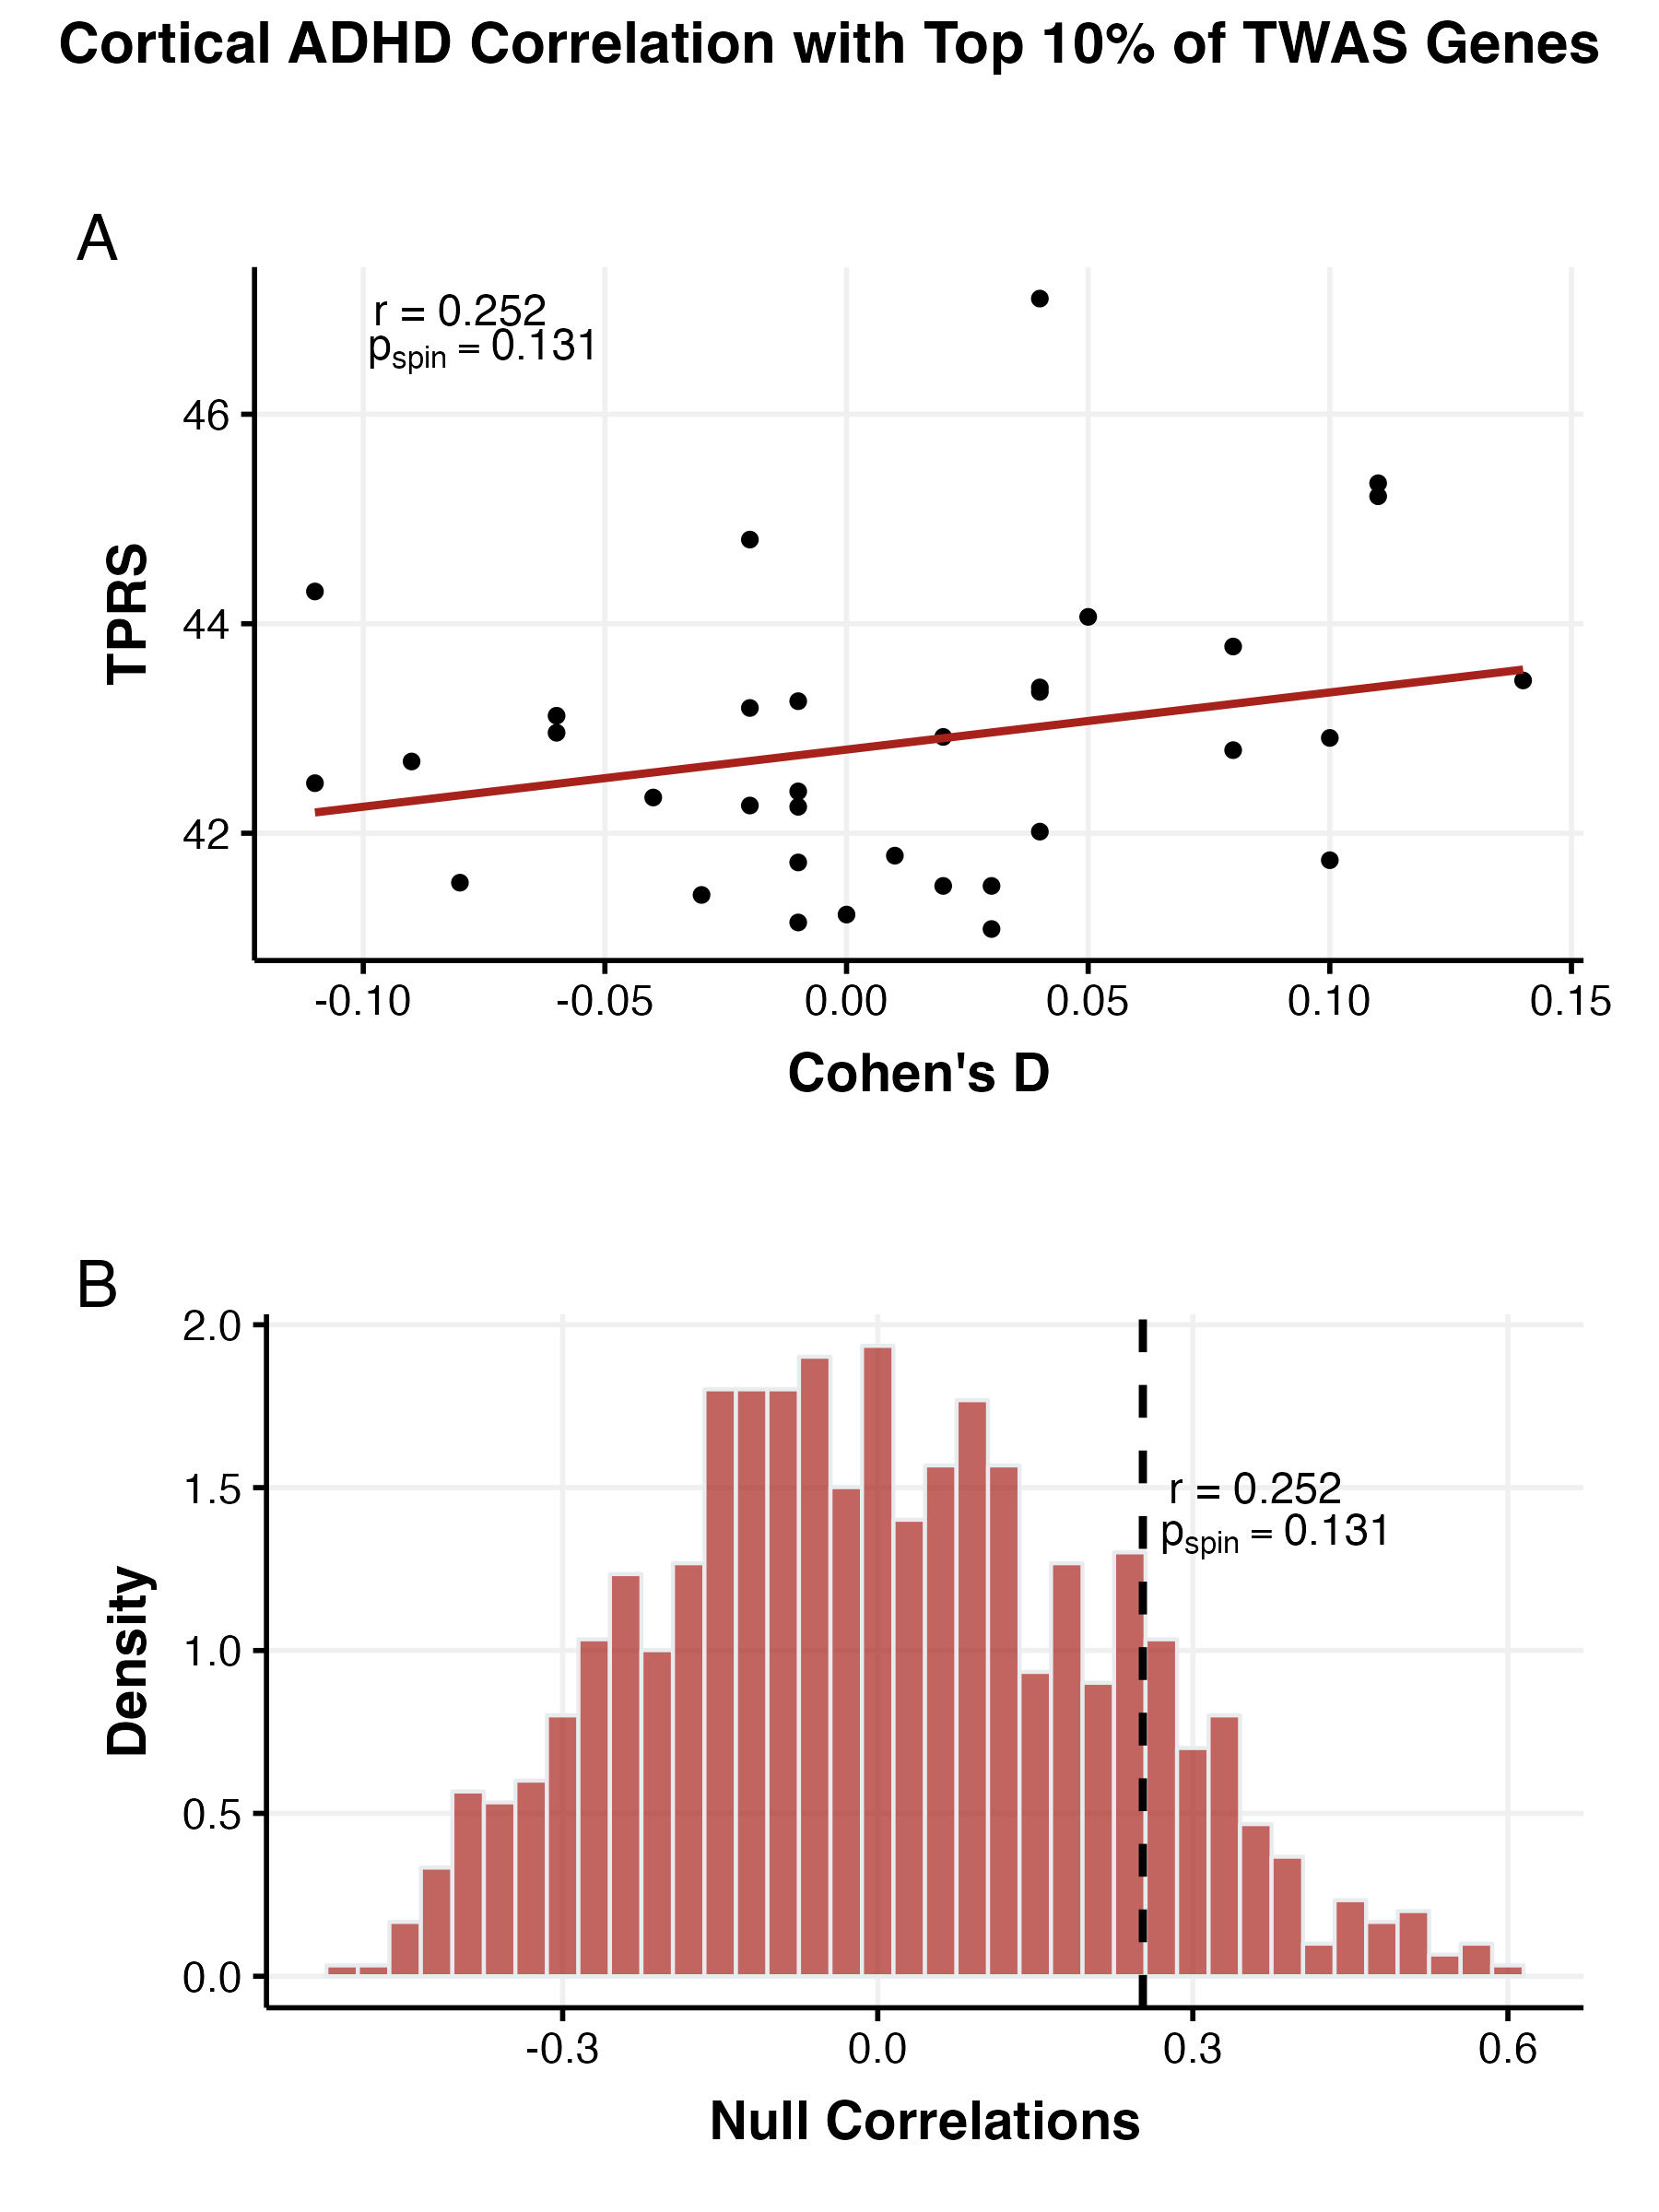 Cortical ADHD Correlation with Top 10% of TWAS Genes
A
r = 0.252
pspin = 0.131
46
44
42
TPRS
-0.10 -0.05 0.00 0.05 0.10 0.15
Cohen's D
B
2.0
1.5
1.0
0.5
0.0
Density
r = 0.252
pspin = 0.131
-0.3 0.0 0.3 0.6
Null Correlations